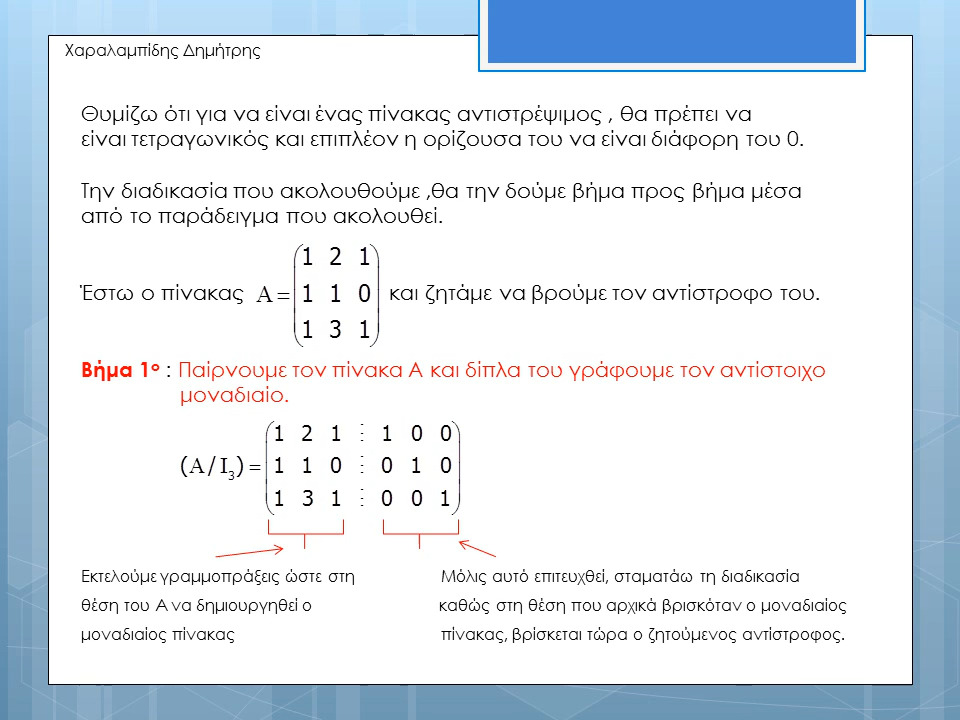 Χαραλαμπίδης Δημήτρης
Θυμίζω ότι για να είναι ένας πίνακας αντιστρέψιμος , θα πρέπει να
είναι τετραγωνικός και επιπλέον η ορίζουσα του να είναι διάφορη του 0.
Την διαδικασία που ακολουθούμε ,θα την δούμε βήμα προς βήμα μέσα
από το παράδειγμα που ακολουθεί.
1 2 1
Έστω ο πίνακας Α = 1 1 0 και ζητάμε να βρούμε τον αντίστροφο του.
1 3 1
Βήμα 1ο : Παίρνουμε τον πίνακα Α και δίπλα του γράφουμε τον αντίστοιχο
μοναδιαίο.
1 2 1 ⋮ 1 0 0
(Α/Ι₃) = 1 1 0 ⋮ 0 1 0
1 3 1 ⋮ 0 0 1
Εκτελούμε γραμμοπράξεις ώστε στη
θέση του Α να δημιουργηθεί ο
μοναδιαίος πίνακας
Μόλις αυτό επιτευχθεί, σταματάω τη διαδικασία
καθώς στη θέση που αρχικά βρισκόταν ο μοναδιαίος
πίνακας, βρίσκεται τώρα ο ζητούμενος αντίστροφος.